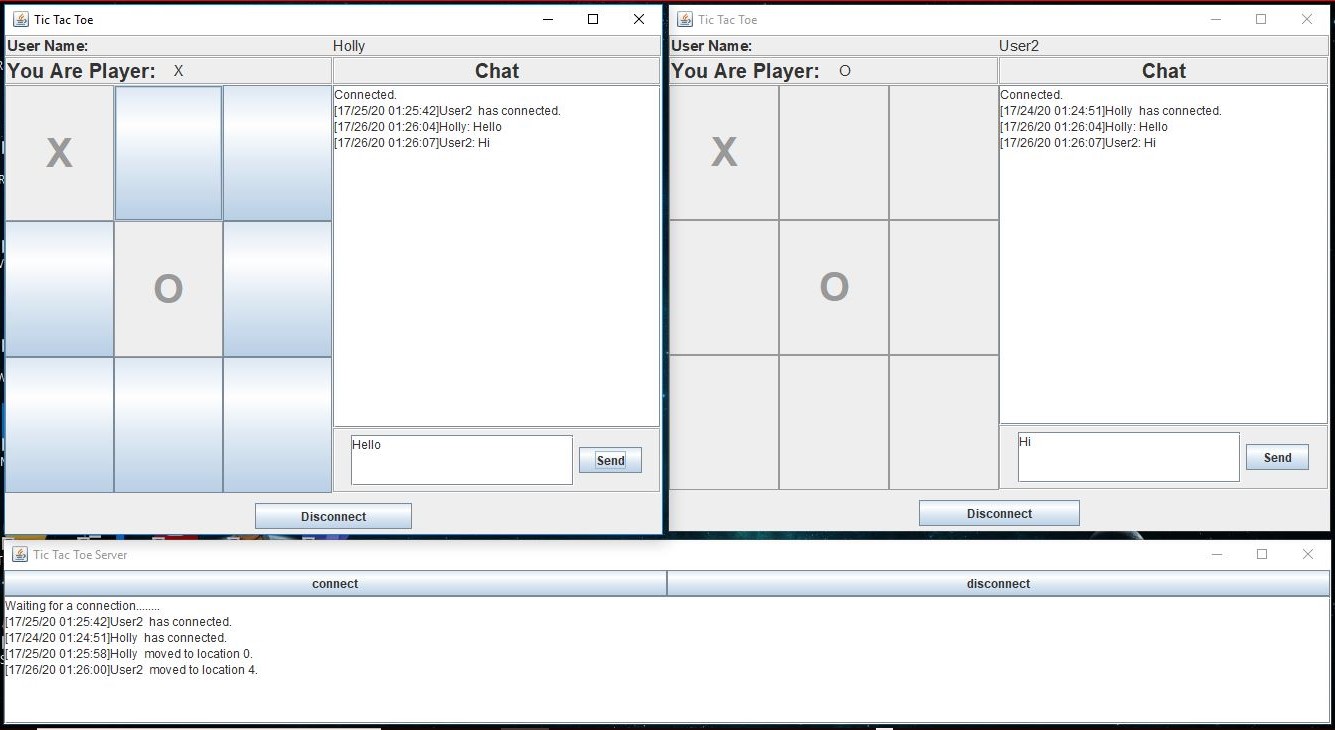 Tic Tac Toe
User Name: Holly
You Are Player: X
Chat
X
O
Connected.
[17/25/20 01:25:42]User2  has connected.
[17/26/20 01:26:04]Holly: Hello
[17/26/20 01:26:07]User2: Hi
Hello
Send
Disconnect
Tic Tac Toe
User Name: User2
You Are Player: O
Chat
X
O
Connected.
[17/24/20 01:24:51]Holly  has connected.
[17/26/20 01:26:04]Holly: Hello
[17/26/20 01:26:07]User2: Hi
Hi
Send
Disconnect
Tic Tac Toe Server
connect
disconnect
Waiting for a connection........
[17/25/20 01:25:42]User2  has connected.
[17/24/20 01:24:51]Holly  has connected.
[17/25/20 01:25:58]Holly  moved to location 0.
[17/26/20 01:26:00]User2  moved to location 4.